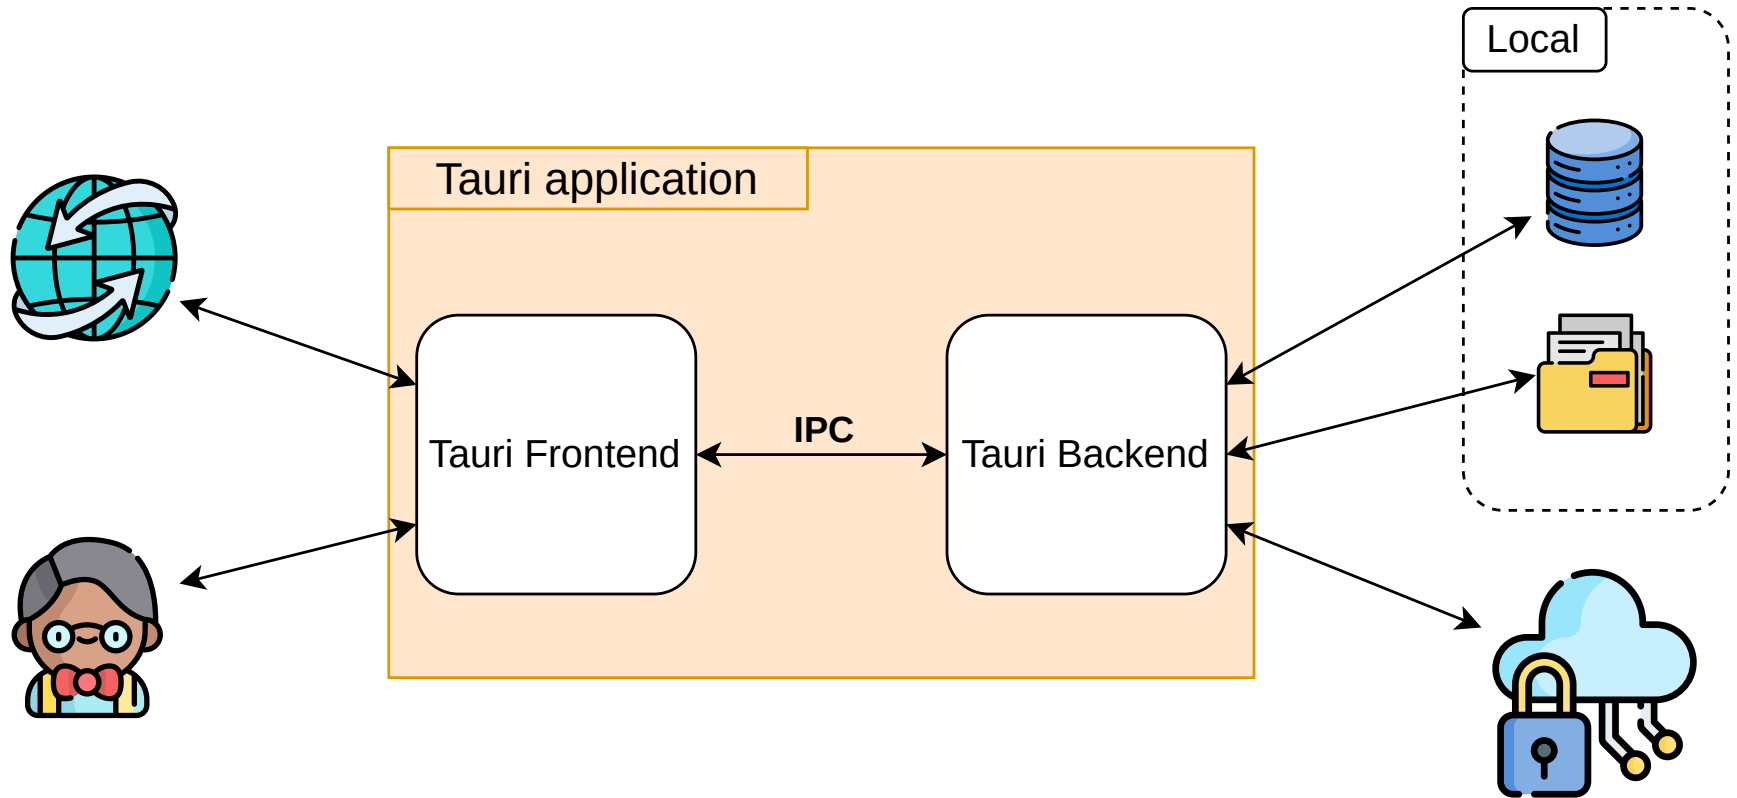 Local
Tauri application
IPC
Tauri Frontend
Tauri Backend